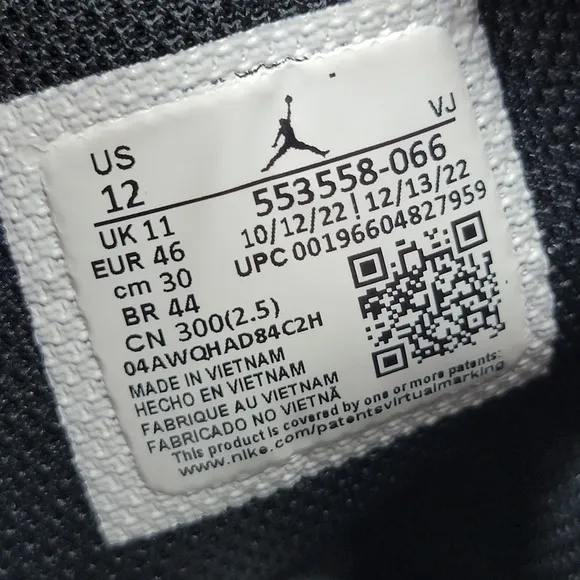 US
12
VJ
553558-066
10/12/22 ! 12/13/22
UPC 00196604827959
UK 11
EUR 46
cm 30
BR 44
CN 300(2.5)
04AWQHAD84C2H
MADE IN VIETNAM
HECHO EN VIETNAM
FABRIQUE AU VIETNAM
FABRICADO NO VIETNÃ
This product is covered by one or more patents:
www.nike.com/patentsvirtualmarking